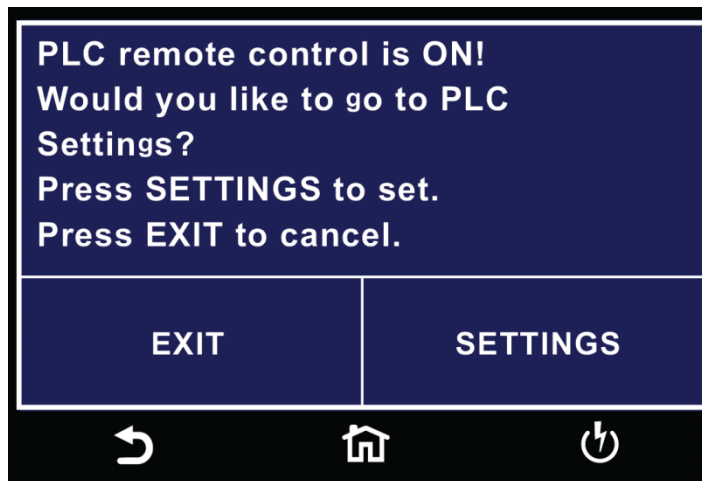 PLC remote control is ON!
Would you like to go to PLC
Settings?
Press SETTINGS to set.
Press EXIT to cancel.
EXIT
SETTINGS